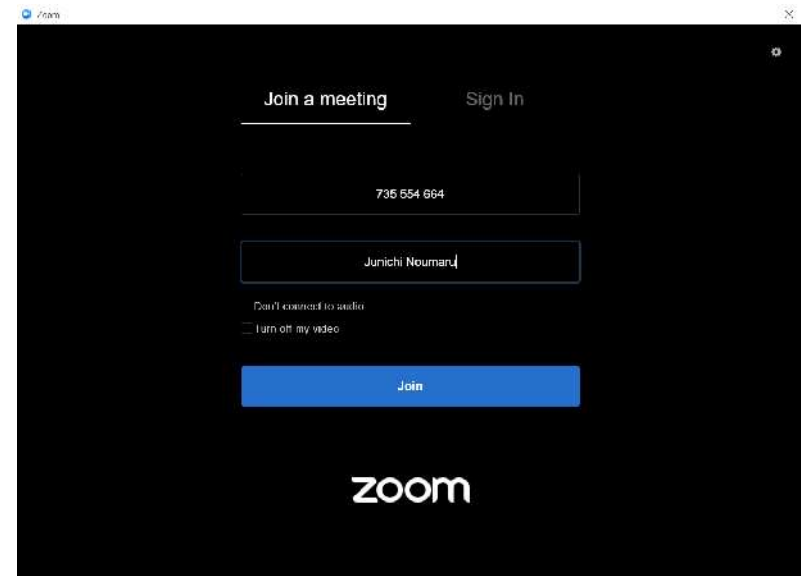 Zoom
Join a meeting
Sign In
735 554 664
Junichi Noumaru
Don't connect to audio
Turn off my video
Join
zoom